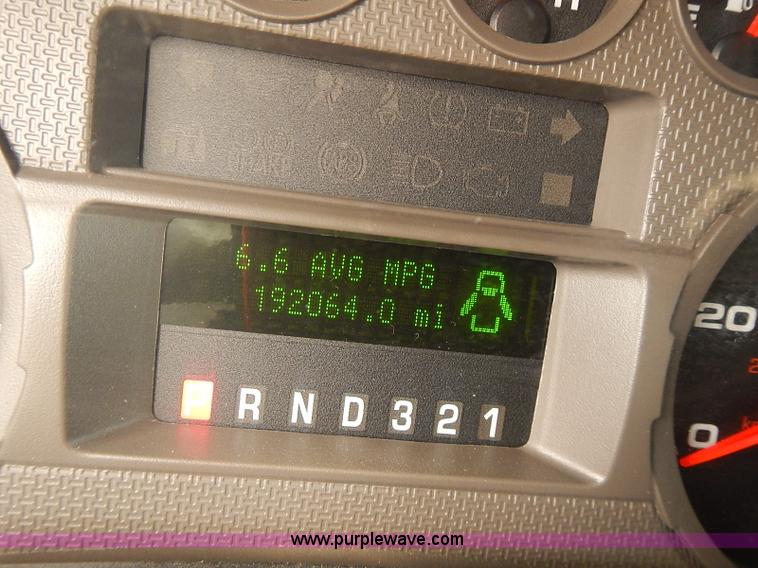 H
E
6.6 AVG MPG
192064.0 mi
P R N D 3 2 1
20
0
www.purplewave.com